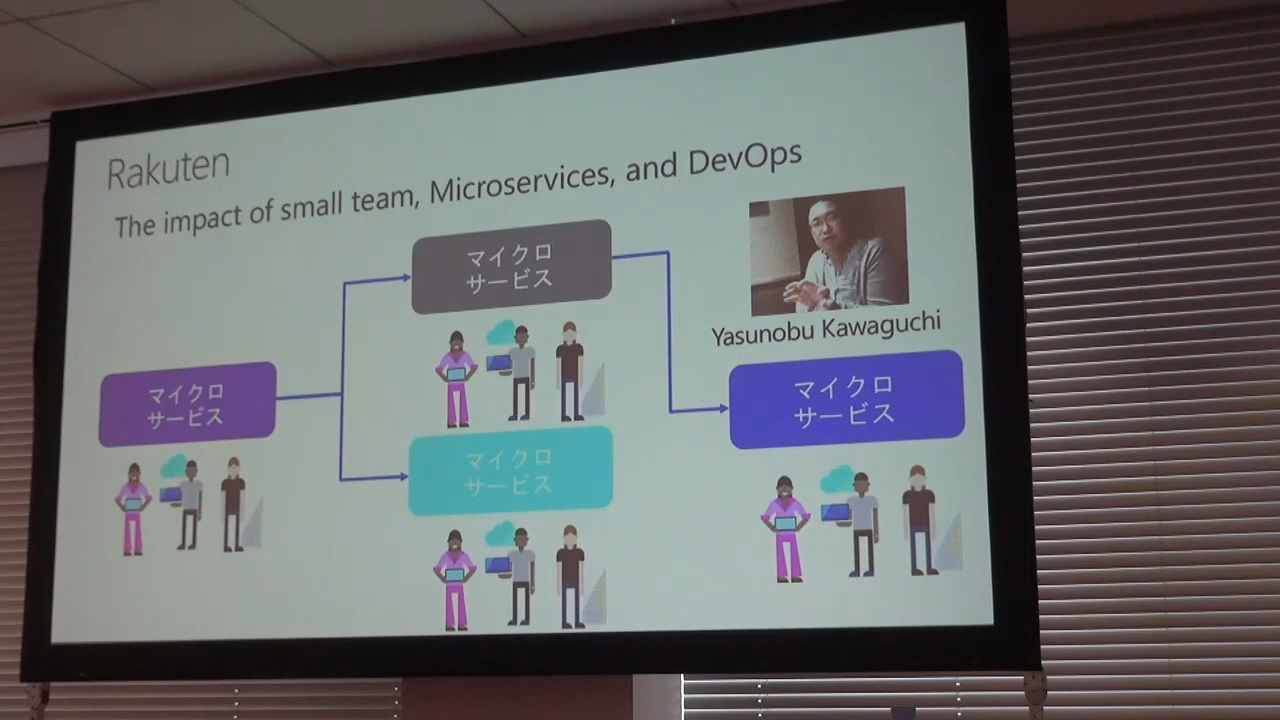 Rakuten
The impact of small team, Microservices, and DevOps
マイクロ
サービス
Yasunobu Kawaguchi
マイクロ
サービス
マイクロ
サービス
マイクロ
サービス